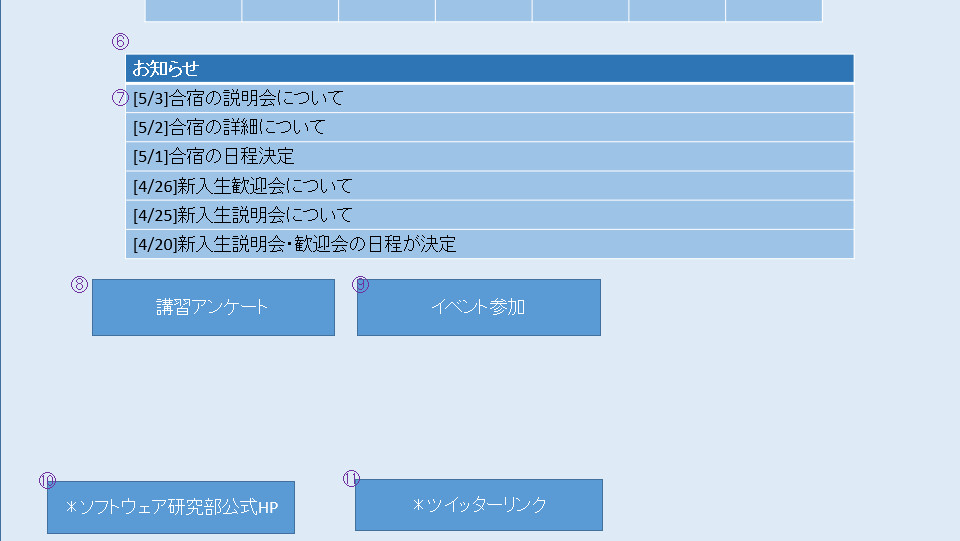 ⑥
お知らせ
⑦ [5/3]合宿の説明会について
[5/2]合宿の詳細について
[5/1]合宿の日程決定
[4/26]新入生歓迎会について
[4/25]新入生説明会について
[4/20]新入生説明会・歓迎会の日程が決定
⑧ 講習アンケート
⑨ イベント参加
⑩ ＊ソフトウェア研究部公式HP
⑪ ＊ツイッターリンク